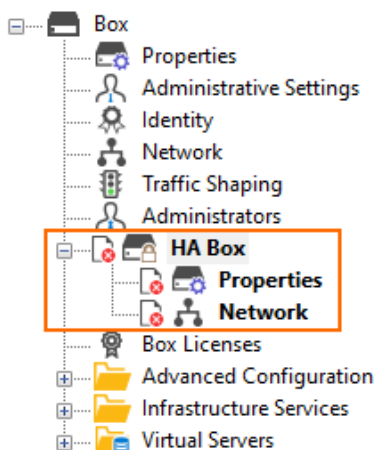 Box
Properties
Administrative Settings
Identity
Network
Traffic Shaping
Administrators
HA Box
Properties
Network
Box Licenses
Advanced Configuration
Infrastructure Services
Virtual Servers